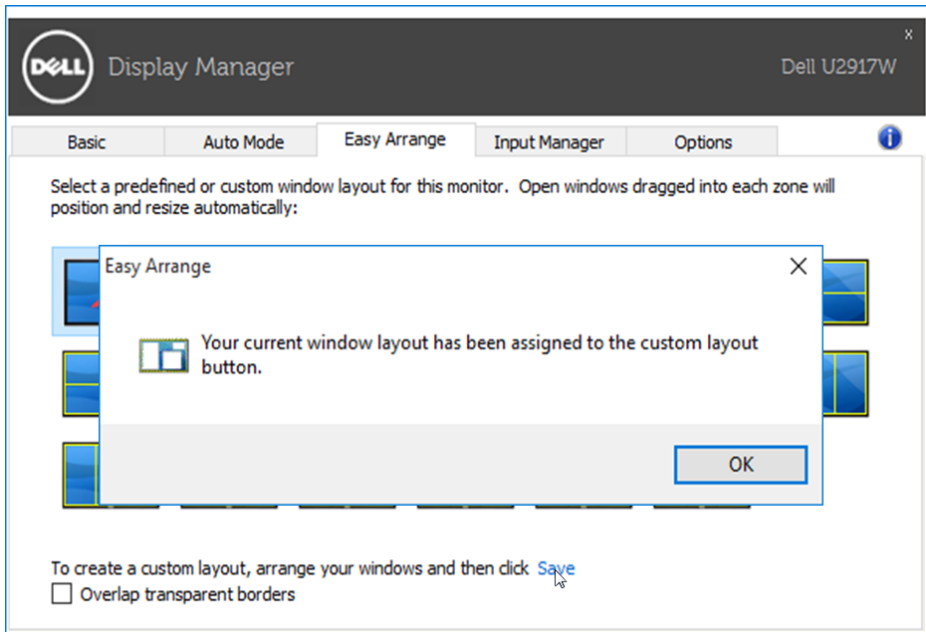 DELL
Display Manager
x
Dell U2917W
Basic
Auto Mode
Easy Arrange
Input Manager
Options
i
Select a predefined or custom window layout for this monitor. Open windows dragged into each zone will
position and resize automatically:
Easy Arrange
Your current window layout has been assigned to the custom layout
button.
OK
To create a custom layout, arrange your windows and then click Save
Overlap transparent borders